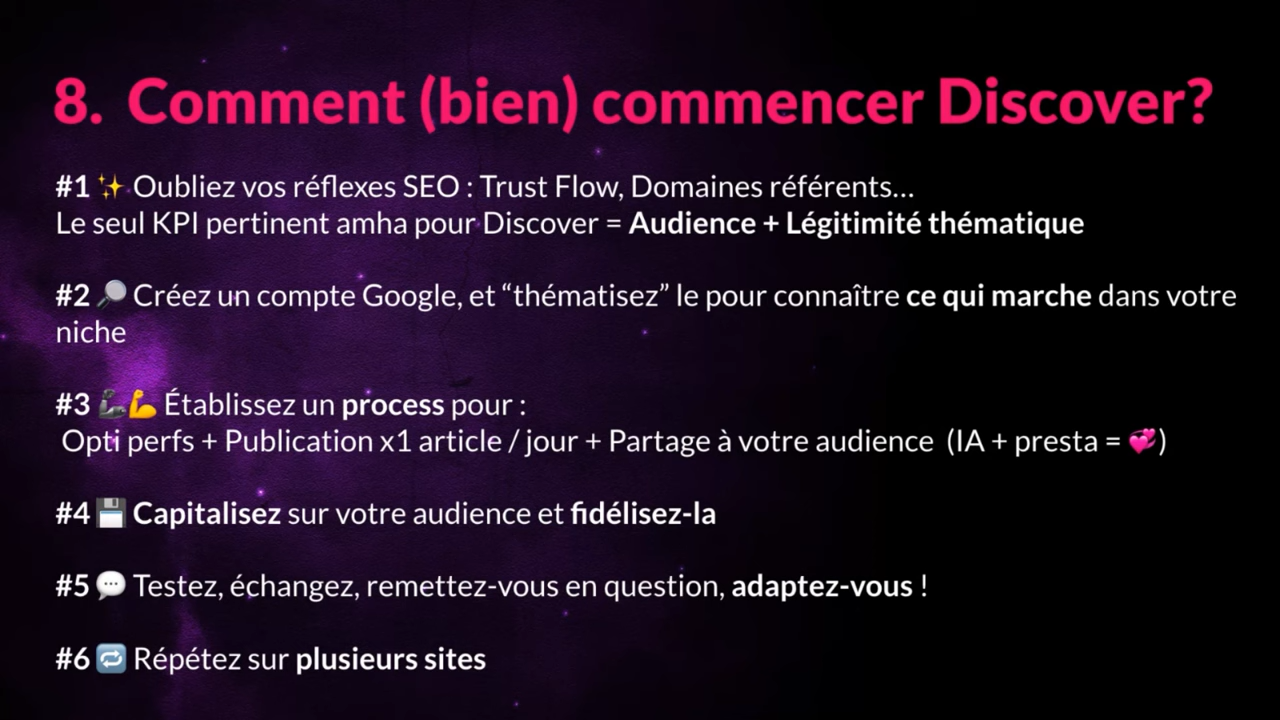 8. Comment (bien) commencer Discover?
#1 ✨ Oubliez vos réflexes SEO : Trust Flow, Domaines référents...
Le seul KPI pertinent amha pour Discover = Audience + Légitimité thématique
#2 🔎 Créez un compte Google, et “thématisez” le pour connaître ce qui marche dans votre
niche
#3 🦾💪 Établissez un process pour :
Opti perfs + Publication x1 article / jour + Partage à votre audience (IA + presta = 💞)
#4 💾 Capitalisez sur votre audience et fidélisez-la
#5 💬 Testez, échangez, remettez-vous en question, adaptez-vous !
#6 🔁 Répétez sur plusieurs sites